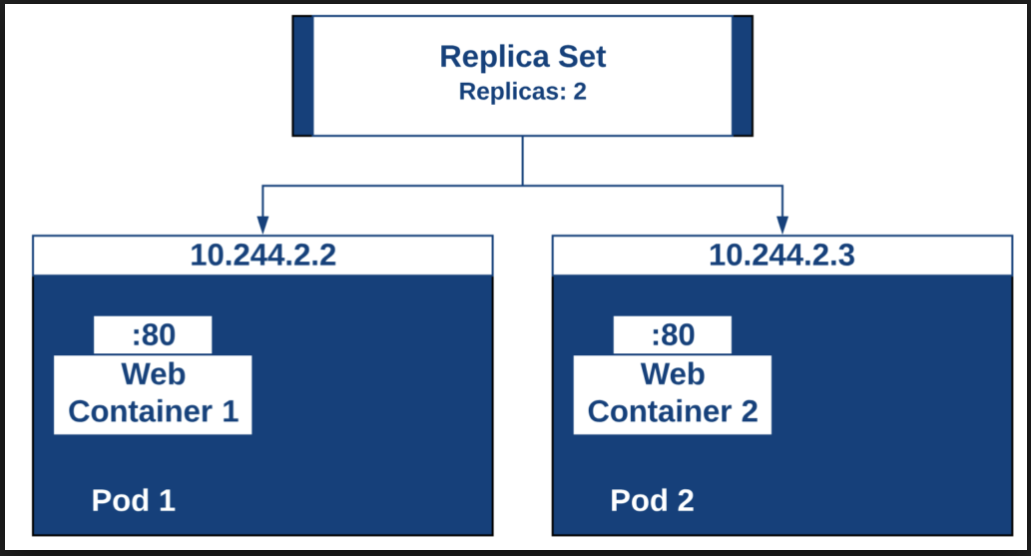 Replica Set
Replicas: 2
10.244.2.2
:80
Web
Container 1
Pod 1
10.244.2.3
:80
Web
Container 2
Pod 2